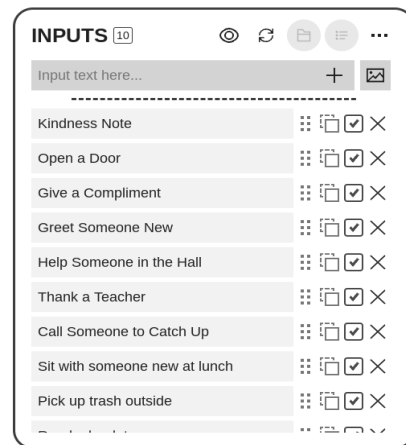 INPUTS 10
Input text here...
Kindness Note
Open a Door
Give a Compliment
Greet Someone New
Help Someone in the Hall
Thank a Teacher
Call Someone to Catch Up
Sit with someone new at lunch
Pick up trash outside